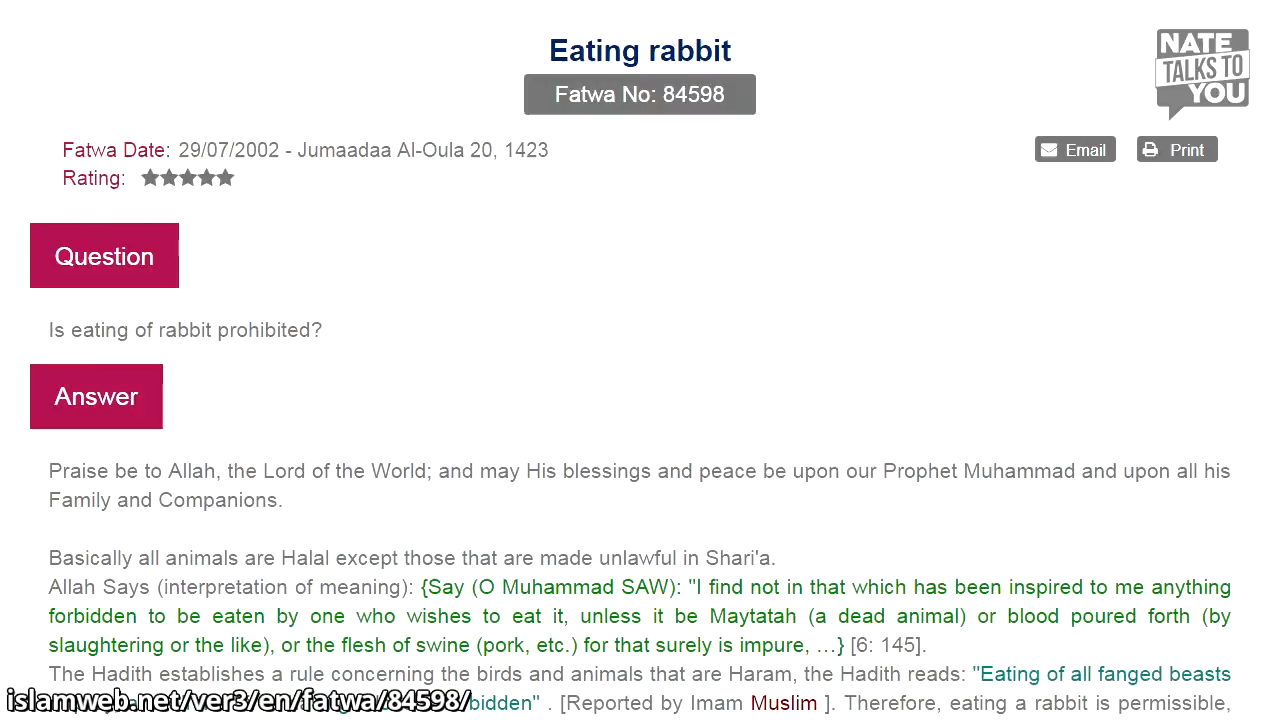 Eating rabbit
Fatwa No: 84598
NATE
TALKS TO
YOU
Fatwa Date: 29/07/2002 - Jumaadaa Al-Oula 20, 1423
Email
Print
Rating:
Question
Is eating of rabbit prohibited?
Answer
Praise be to Allah, the Lord of the World; and may His blessings and peace be upon our Prophet Muhammad and upon all his
Family and Companions.
Basically all animals are Halal except those that are made unlawful in Shari'a.
Allah Says (interpretation of meaning): {Say (O Muhammad SAW): "I find not in that which has been inspired to me anything
forbidden to be eaten by one who wishes to eat it, unless it be Maytatah (a dead animal) or blood poured forth (by
slaughtering or the like), or the flesh of swine (pork, etc.) for that surely is impure, …} [6: 145].
The Hadith establishes a rule concerning the birds and animals that are Haram, the Hadith reads: "Eating of all fanged beasts
bidden" . [Reported by Imam Muslim ]. Therefore, eating a rabbit is permissible,
islamweb.net/ver3/en/fatwa/84598/